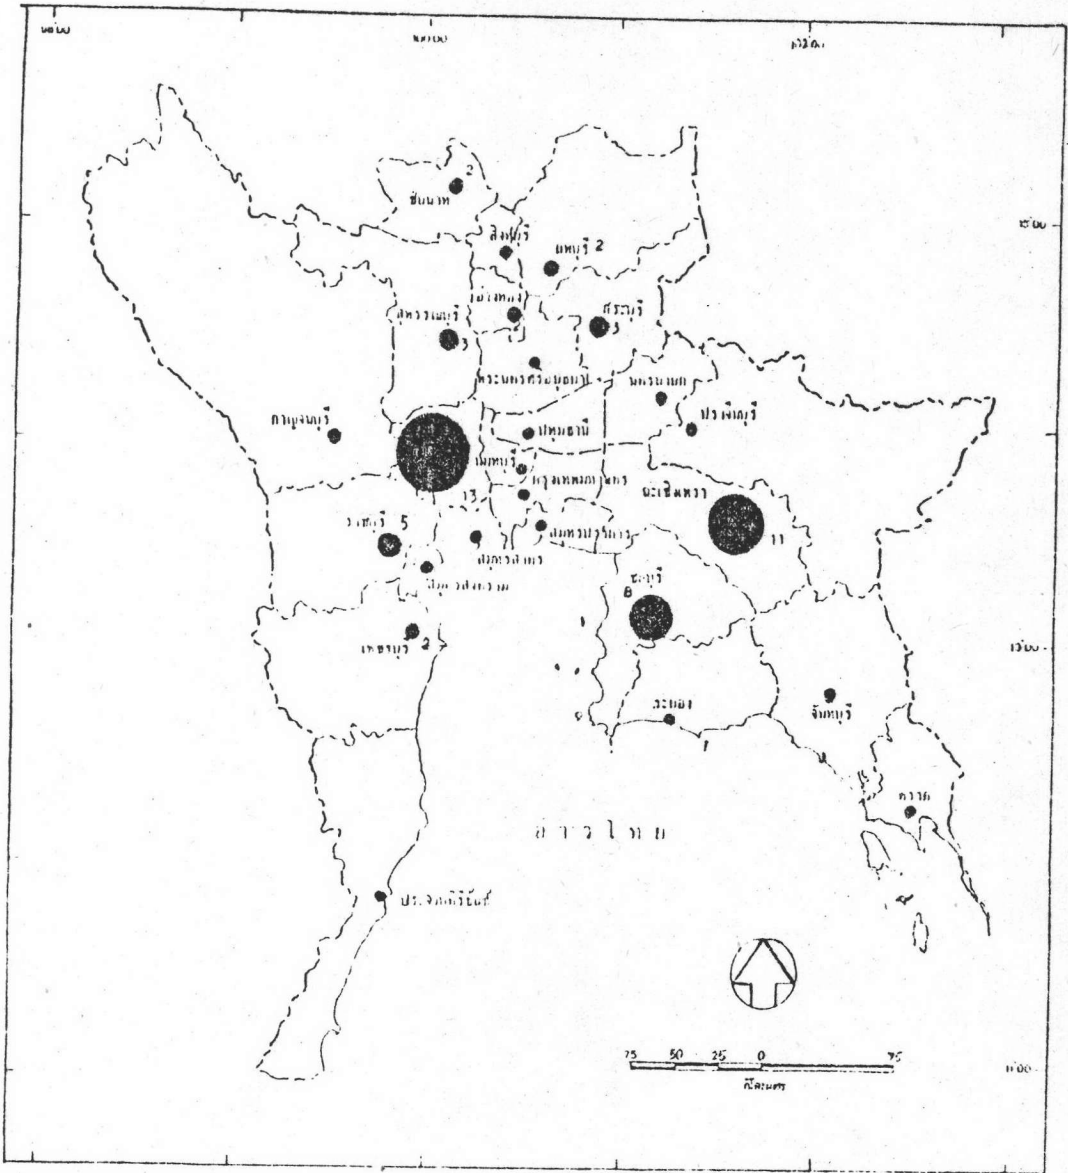 100°00
2
ชัยนาท
15°00
สิงห์บุรี
ลพบุรี 2
อ่างทอง
สระบุรี
สุพรรณบุรี
3
3
พระนครศรีอยุธยา
นครนายก
กาญจนบุรี
ปราจีนบุรี
ปทุมธานี
นนทบุรี
กรุงเทพมหานคร
13
ฉะเชิงเทรา
ราชบุรี 5
สมุทรปราการ
11
สมุทรสาคร
สมุทรสงคราม
ชลบุรี
8
เพชรบุรี 2
13°00
ระยอง
จันทบุรี
ตราด
อ่าวไทย
ประจวบคีรีขันธ์
75 50 25 0 75
กิโลเมตร
11°00